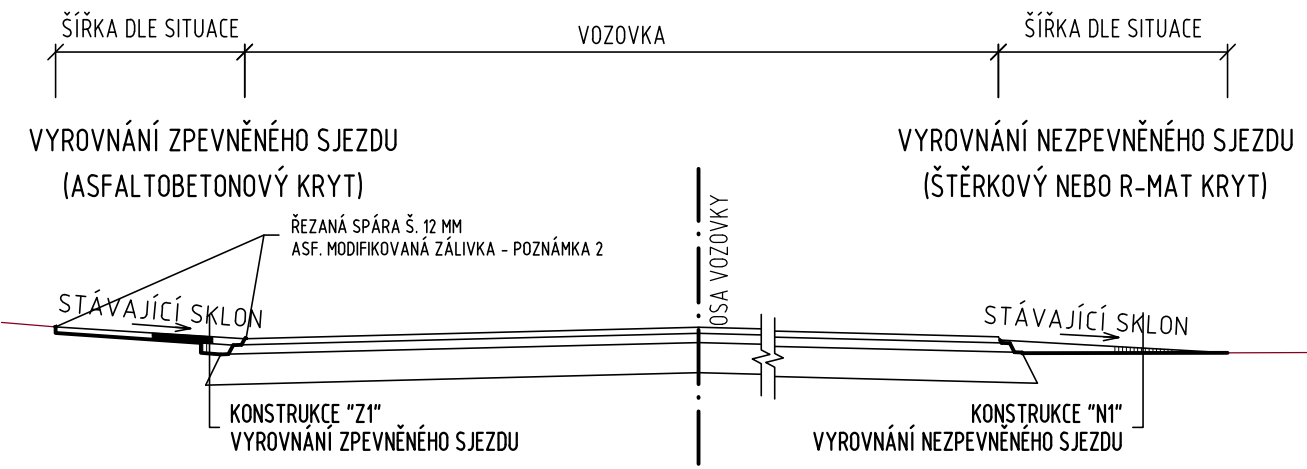 ŠÍŘKA DLE SITUACE
VOZOVKA
ŠÍŘKA DLE SITUACE
VYROVNÁNÍ ZPEVNĚNÉHO SJEZDU
(ASFALTOBETONOVÝ KRYT)
VYROVNÁNÍ NEZPEVNĚNÉHO SJEZDU
(ŠTĚRKOVÝ NEBO R-MAT KRYT)
ŘEZANÁ SPÁRA Š. 12 MM
ASF. MODIFIKOVANÁ ZÁLIVKA - POZNÁMKA 2
OSA VOZOVKY
STÁVAJÍCÍ SKLON
STÁVAJÍCÍ SKLON
KONSTRUKCE "Z1"
VYROVNÁNÍ ZPEVNĚNÉHO SJEZDU
KONSTRUKCE "N1"
VYROVNÁNÍ NEZPEVNĚNÉHO SJEZDU